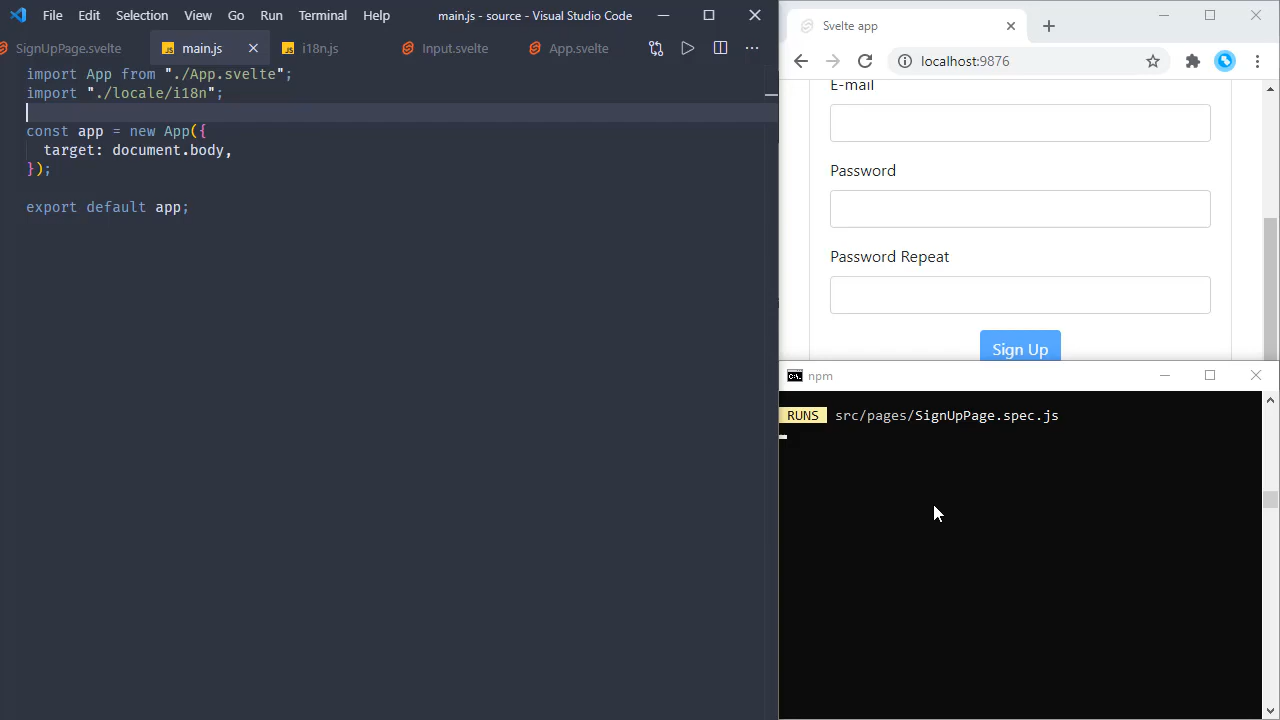 File Edit Selection View Go Run Terminal Help main.js - source - Visual Studio Code
SignUpPage.svelte main.js i18n.js Input.svelte App.svelte
import App from "./App.svelte";
import "./locale/i18n";
const app = new App({
target: document.body,
});
export default app;
Svelte app
localhost:9876
E-mail
Password
Password Repeat
Sign Up
npm
RUNS src/pages/SignUpPage.spec.js